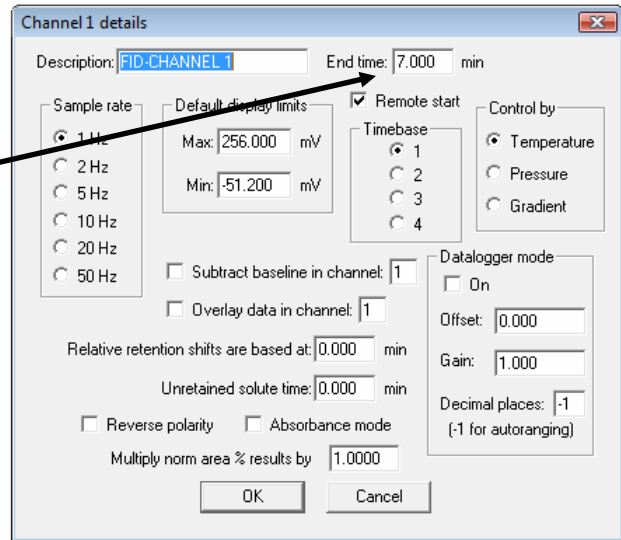 Channel 1 details
Description: FID-CHANNEL 1 End time: 7.000 min
Sample rate
1 Hz
2 Hz
5 Hz
10 Hz
20 Hz
50 Hz
Default display limits
Max: 256.000 mV
Min: -51.200 mV
Remote start
Timebase
1
2
3
4
Control by
Temperature
Pressure
Gradient
Subtract baseline in channel: 1
Overlay data in channel: 1
Relative retention shifts are based at: 0.000 min
Unretained solute time: 0.000 min
Reverse polarity Absorbance mode
Multiply norm area % results by 1.0000
Datalogger mode
On
Offset: 0.000
Gain: 1.000
Decimal places: -1
(-1 for autoranging)
OK Cancel